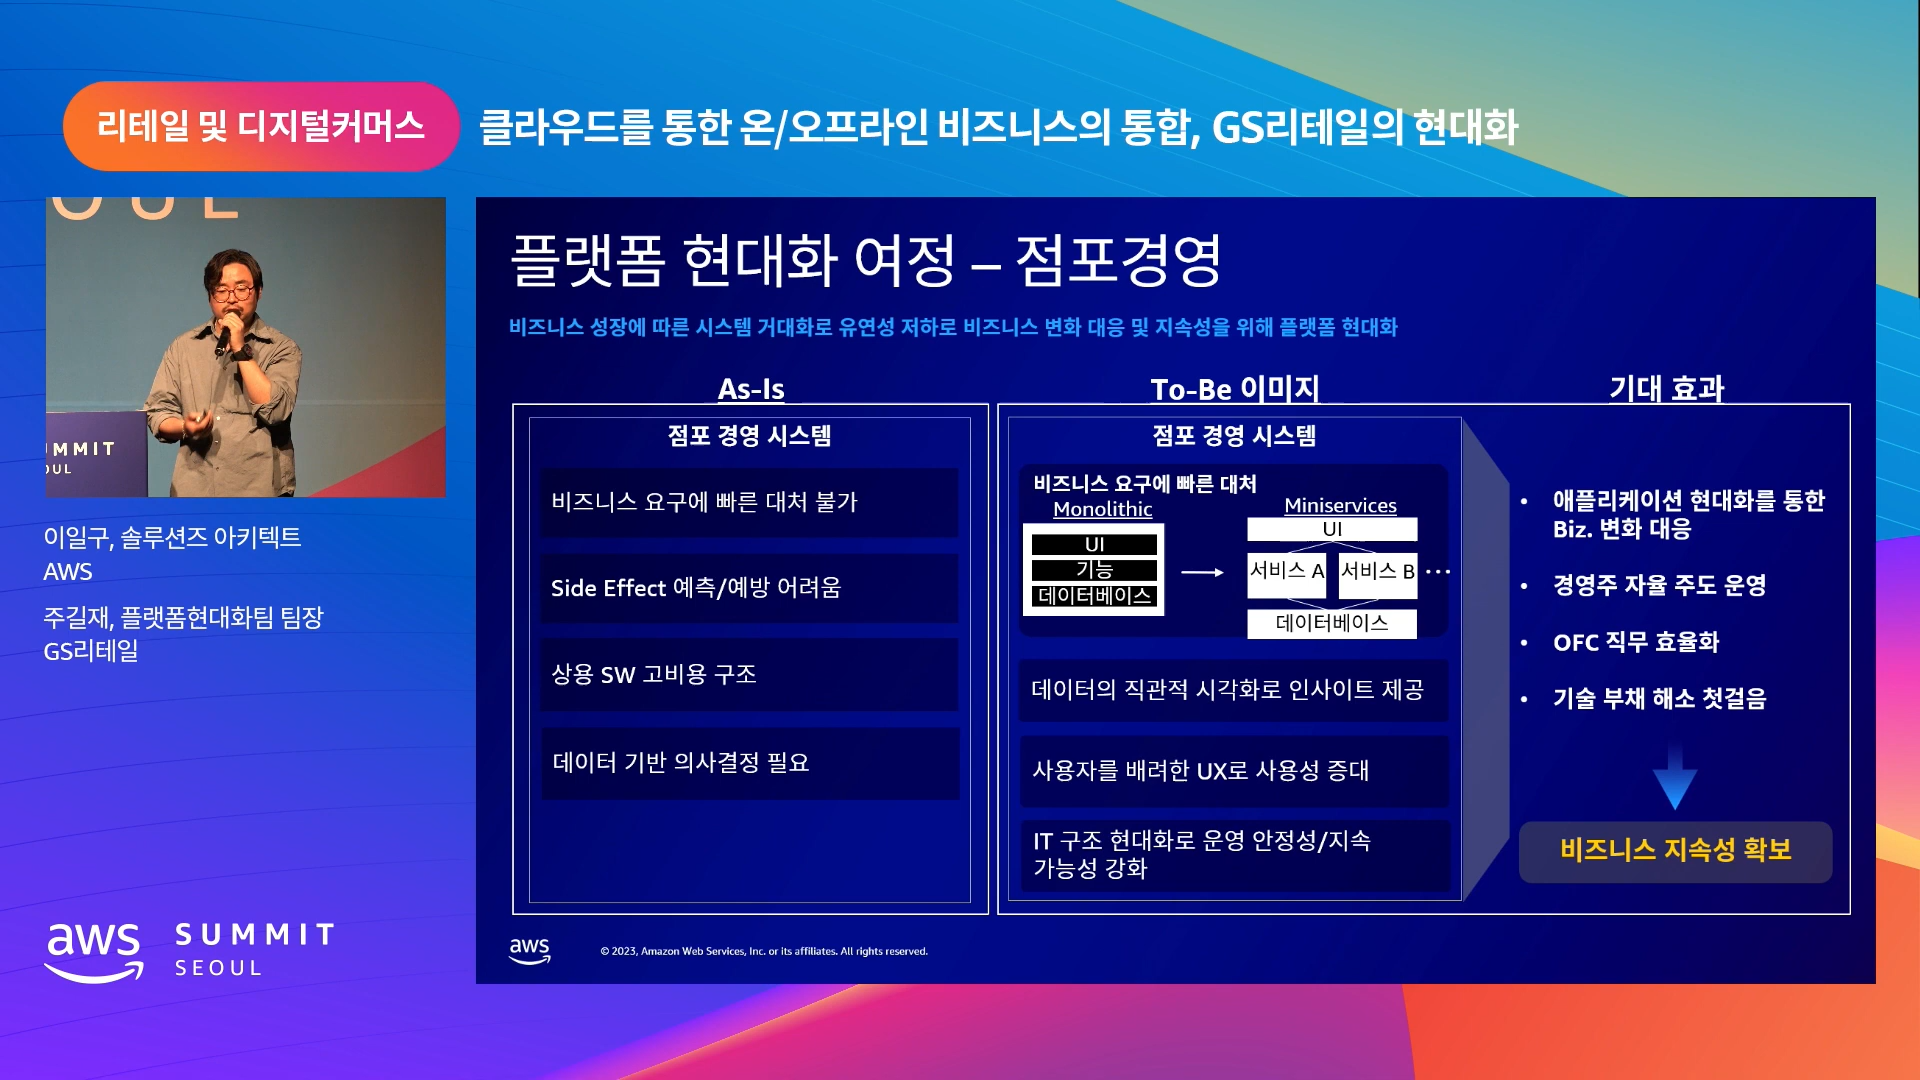 리테일 및 디지털커머스
클라우드를 통한 온/오프라인 비즈니스의 통합, GS리테일의 현대화
OUL
UMMIT
OUL
이일구, 솔루션즈 아키텍트
AWS
주길재, 플랫폼현대화팀 팀장
GS리테일
aws
SUMMIT
SEOUL
플랫폼 현대화 여정 – 점포경영
비즈니스 성장에 따른 시스템 거대화로 유연성 저하로 비즈니스 변화 대응 및 지속성을 위해 플랫폼 현대화
As-Is
점포 경영 시스템
비즈니스 요구에 빠른 대처 불가
Side Effect 예측/예방 어려움
상용 SW 고비용 구조
데이터 기반 의사결정 필요
To-Be 이미지
점포 경영 시스템
비즈니스 요구에 빠른 대처
Monolithic
UI
기능
데이터베이스
Miniservices
UI
서비스 A
서비스 B
...
데이터베이스
데이터의 직관적 시각화로 인사이트 제공
사용자를 배려한 UX로 사용성 증대
IT 구조 현대화로 운영 안정성/지속
가능성 강화
기대 효과
• 애플리케이션 현대화를 통한
Biz. 변화 대응
• 경영주 자율 주도 운영
• OFC 직무 효율화
• 기술 부채 해소 첫걸음
비즈니스 지속성 확보
aws
© 2023, Amazon Web Services, Inc. or its affiliates. All rights reserved.